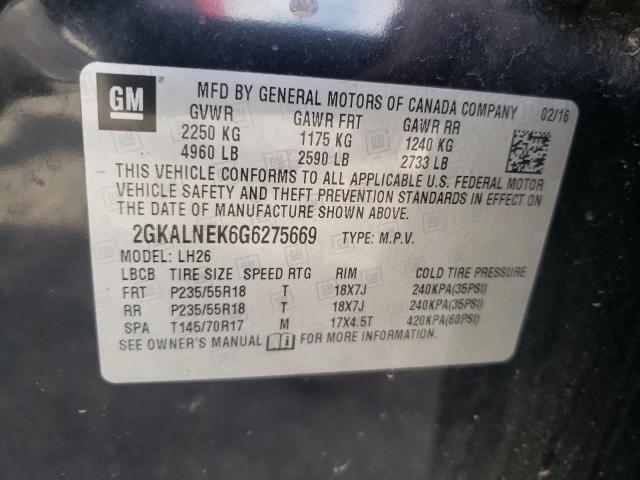 GM ® MFD BY GENERAL MOTORS OF CANADA COMPANY 02/16
GVWR GAWR FRT GAWR RR
2250 KG 1175 KG 1240 KG
4960 LB 2590 LB 2733 LB
THIS VEHICLE CONFORMS TO ALL APPLICABLE U.S. FEDERAL MOTOR
VEHICLE SAFETY AND THEFT PREVENTION STANDARDS IN EFFECT ON
THE DATE OF MANUFACTURE SHOWN ABOVE.
2GKALNEK6G6275669 TYPE: M.P.V.
MODEL: LH26
LBCB TIRE SIZE SPEED RTG RIM COLD TIRE PRESSURE
FRT P235/55R18 T 18X7J 240KPA(35PSI)
RR P235/55R18 T 18X7J 240KPA(35PSI)
SPA T145/70R17 M 17X4.5T 420KPA(60PSI)
SEE OWNER'S MANUAL FOR MORE INFORMATION.